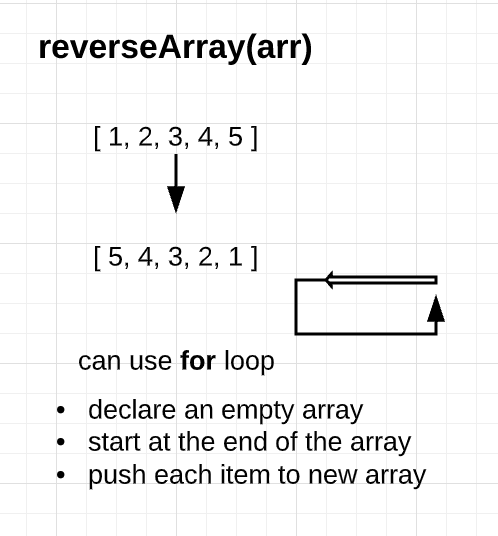 reverseArray(arr)
[ 1, 2, 3, 4, 5 ]
[ 5, 4, 3, 2, 1 ]
can use for loop
• declare an empty array
• start at the end of the array
• push each item to new array